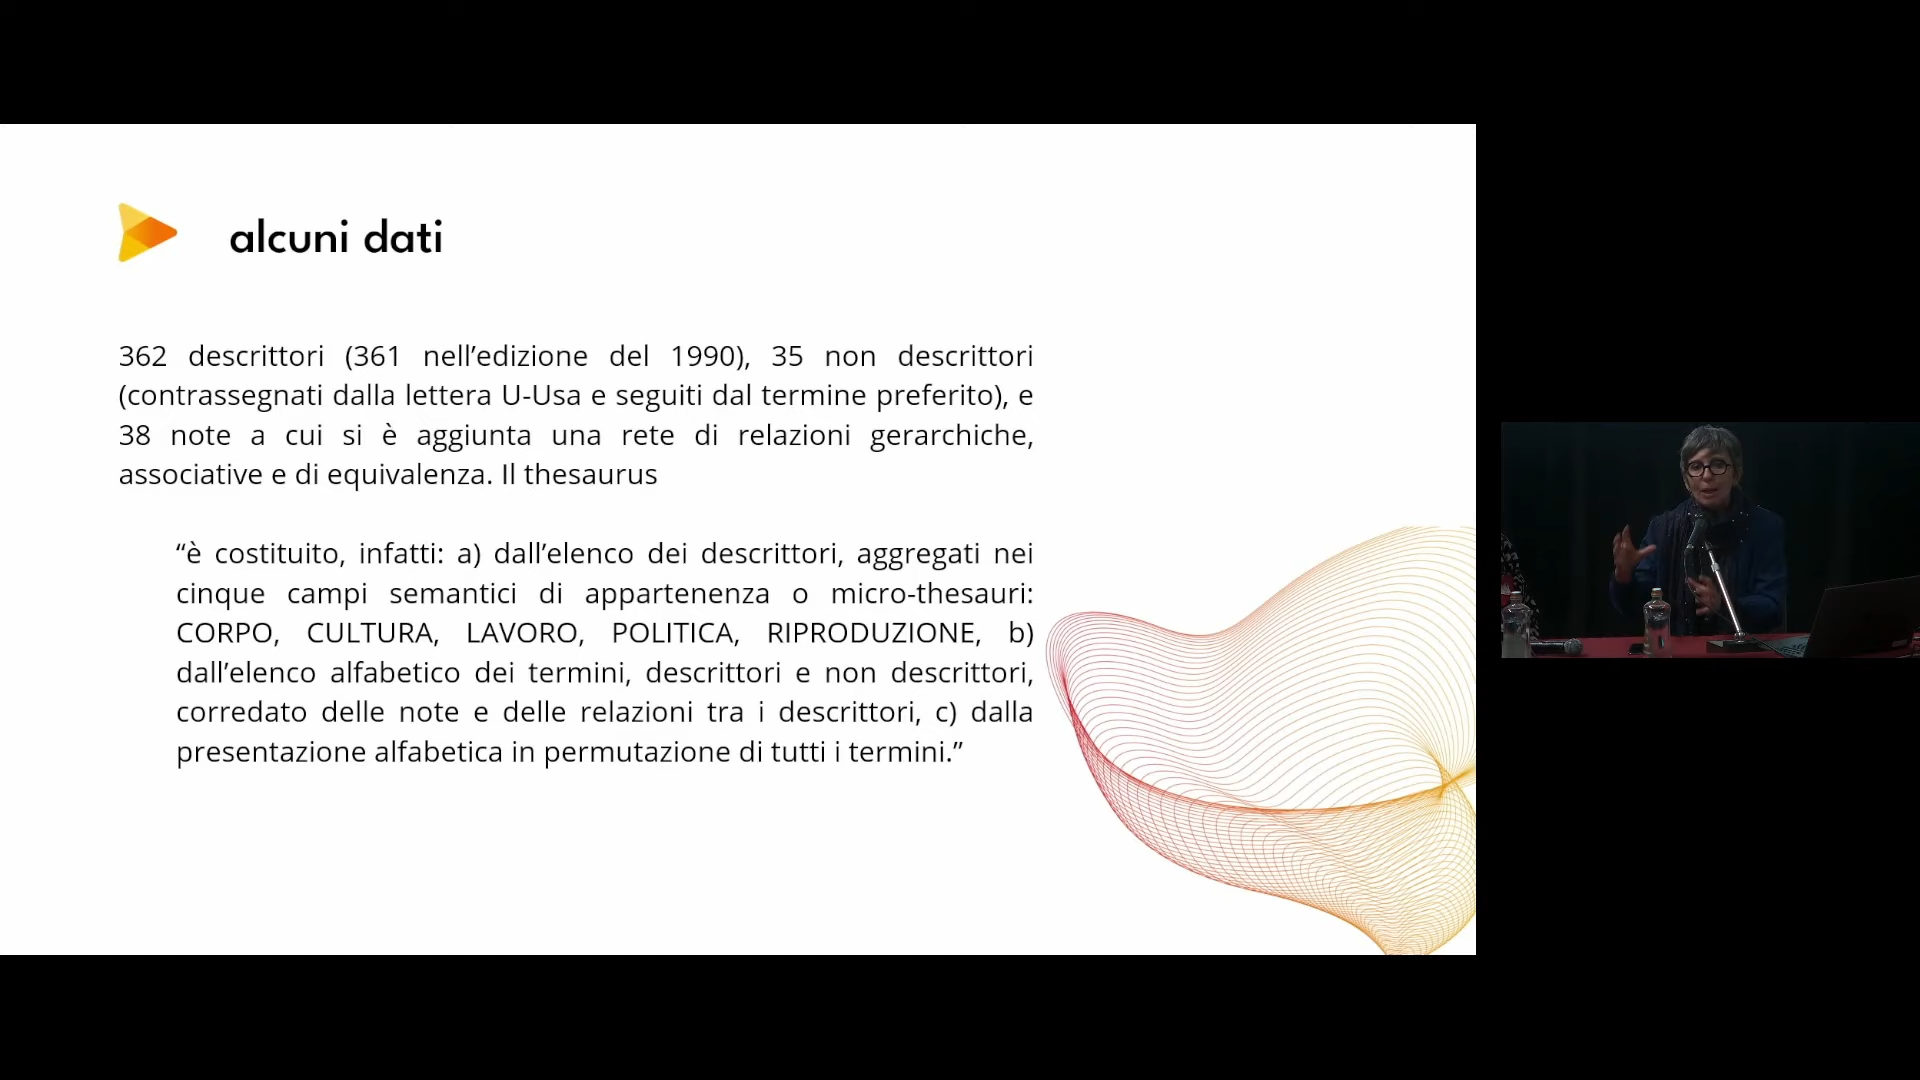 alcuni dati
362 descrittori (361 nell’edizione del 1990), 35 non descrittori
(contrassegnati dalla lettera U-Usa e seguiti dal termine preferito), e
38 note a cui si è aggiunta una rete di relazioni gerarchiche,
associative e di equivalenza. Il thesaurus
“è costituito, infatti: a) dall’elenco dei descrittori, aggregati nei
cinque campi semantici di appartenenza o micro-thesauri:
CORPO, CULTURA, LAVORO, POLITICA, RIPRODUZIONE, b)
dall’elenco alfabetico dei termini, descrittori e non descrittori,
corredato delle note e delle relazioni tra i descrittori, c) dalla
presentazione alfabetica in permutazione di tutti i termini.”